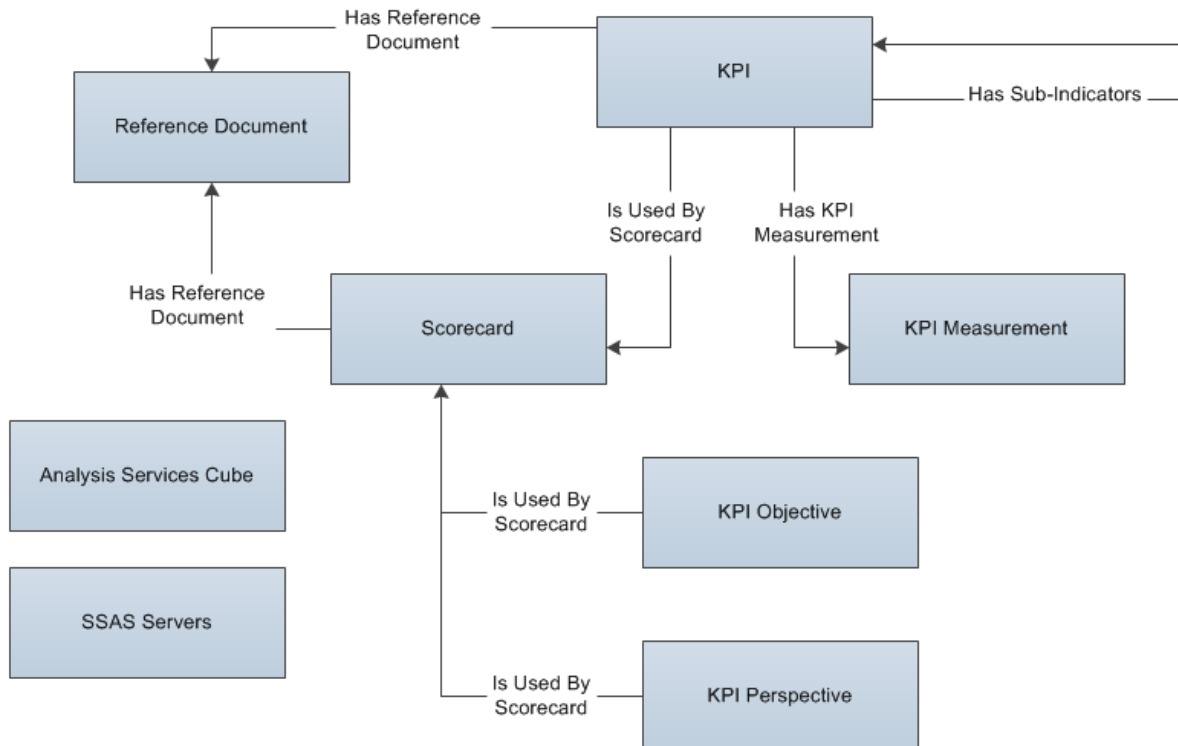 Has Reference
Document
KPI
Has Sub-Indicators
Reference Document
Is Used By
Scorecard
Has KPI
Measurement
Has Reference
Document
Scorecard
KPI Measurement
Analysis Services Cube
Is Used By
Scorecard
KPI Objective
SSAS Servers
Is Used By
Scorecard
KPI Perspective